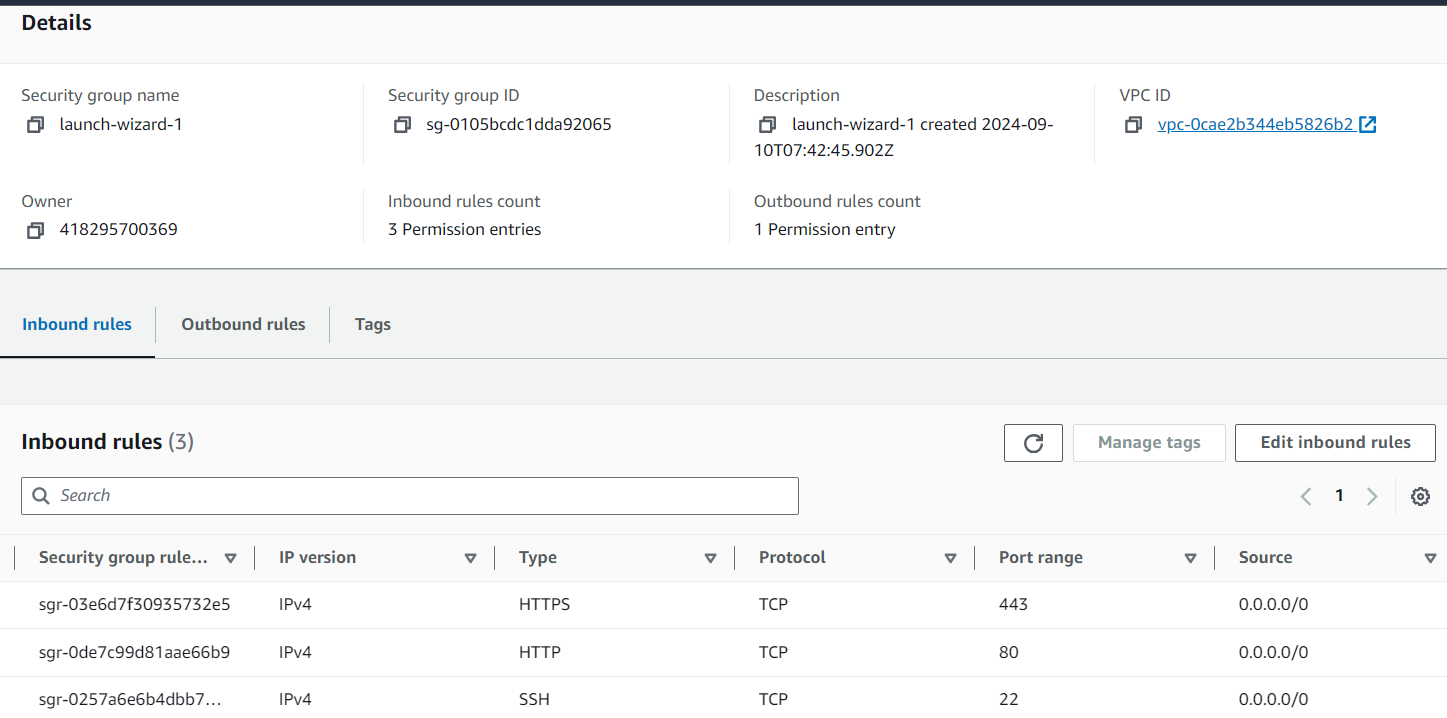 Details
Security group name
launch-wizard-1
Security group ID
sg-0105bcdc1dda92065
Description
launch-wizard-1 created 2024-09-
10T07:42:45.902Z
VPC ID
vpc-0cae2b344eb5826b2
Owner
418295700369
Inbound rules count
3 Permission entries
Outbound rules count
1 Permission entry
Inbound rules Outbound rules Tags
Inbound rules (3)
Manage tags
Edit inbound rules
Search
1
Security group rule... IP version Type Protocol Port range Source
sgr-03e6d7f30935732e5 IPv4 HTTPS TCP 443 0.0.0.0/0
sgr-0de7c99d81aae66b9 IPv4 HTTP TCP 80 0.0.0.0/0
sgr-0257a6e6b4dbb7... IPv4 SSH TCP 22 0.0.0.0/0